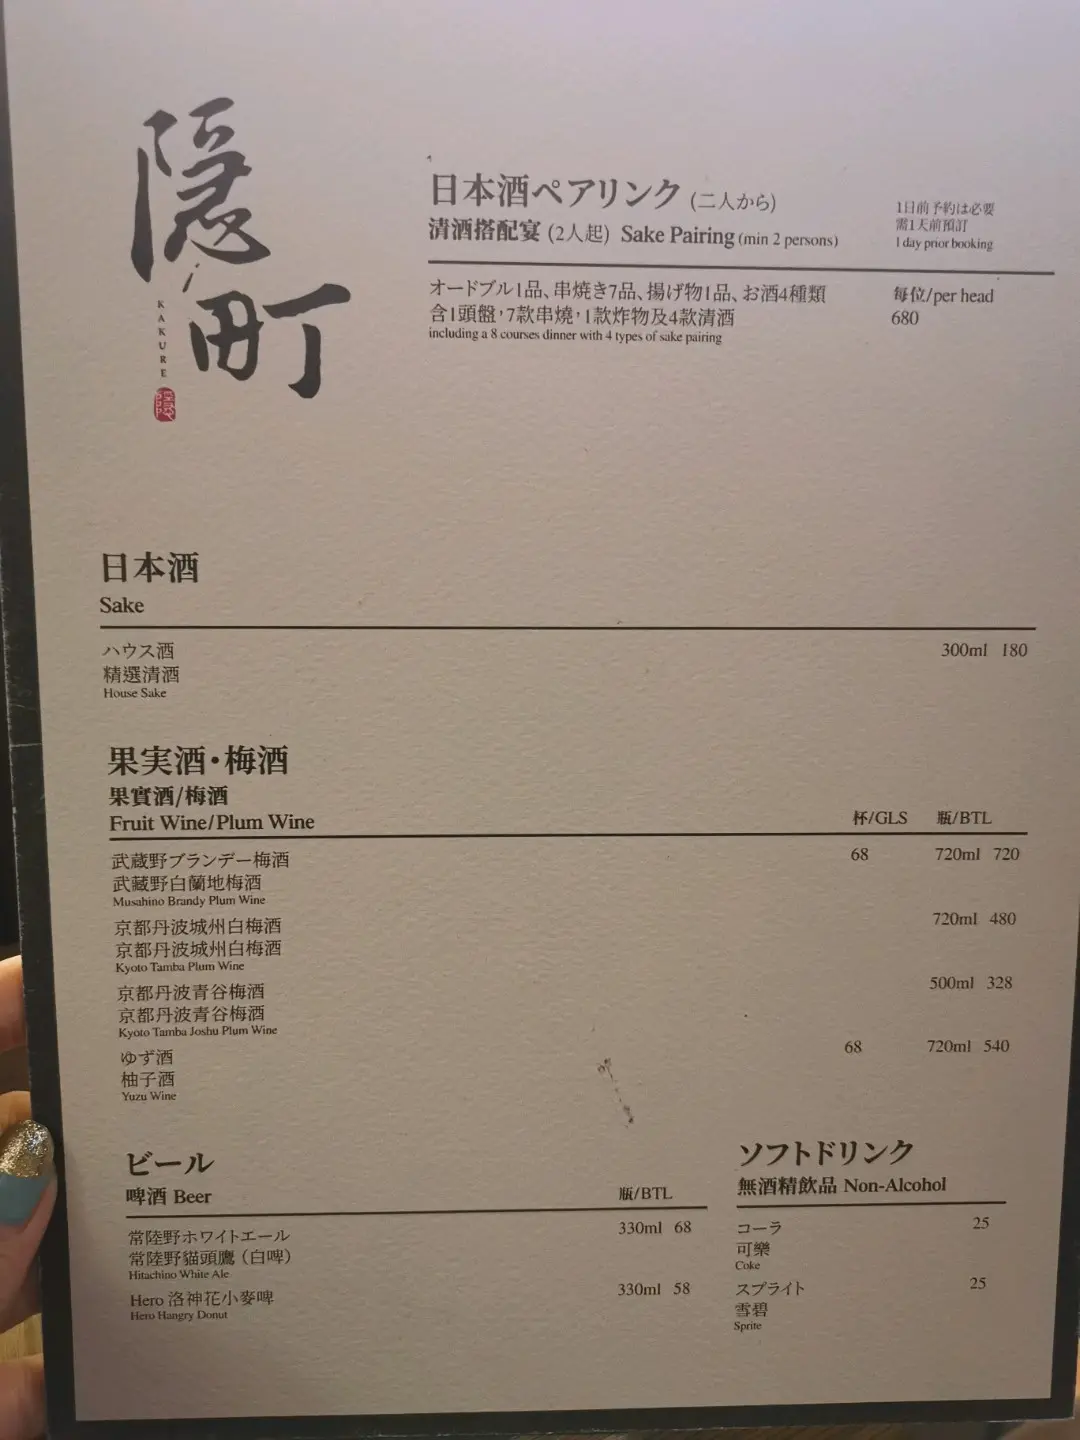 隠町
KAKURE
隠
日本酒ペアリンク (二人から)
清酒搭配宴 (2人起) Sake Pairing (min 2 persons)
1日前予約は必要
需1天前預訂
1 day prior booking
オードブル1品、串焼き7品、揚げ物1品、お酒4種類
含1頭盤，7款串燒，1款炸物及4款清酒
including a 8 courses dinner with 4 types of sake pairing
每位/per head
680
日本酒
Sake
ハウス酒 300ml 180
精選清酒
House Sake
果実酒・梅酒
果實酒/梅酒
Fruit Wine/Plum Wine 杯/GLS 瓶/BTL
武蔵野ブランデー梅酒 68 720ml 720
武藏野白蘭地梅酒
Musahino Brandy Plum Wine
京都丹波城州白梅酒 720ml 480
京都丹波城州白梅酒
Kyoto Tamba Plum Wine
京都丹波青谷梅酒 500ml 328
京都丹波青谷梅酒
Kyoto Tamba Joshu Plum Wine
ゆず酒 68 720ml 540
柚子酒
Yuzu Wine
ビール
啤酒 Beer 瓶/BTL
常陸野ホワイトエール 330ml 68
常陸野貓頭鷹（白啤）
Hitachino White Ale
Hero 洛神花小麥啤 330ml 58
Hero Hangry Donut
ソフトドリンク
無酒精飲品 Non-Alcohol
コーラ 25
可樂
Coke
スプライト 25
雪碧
Sprite